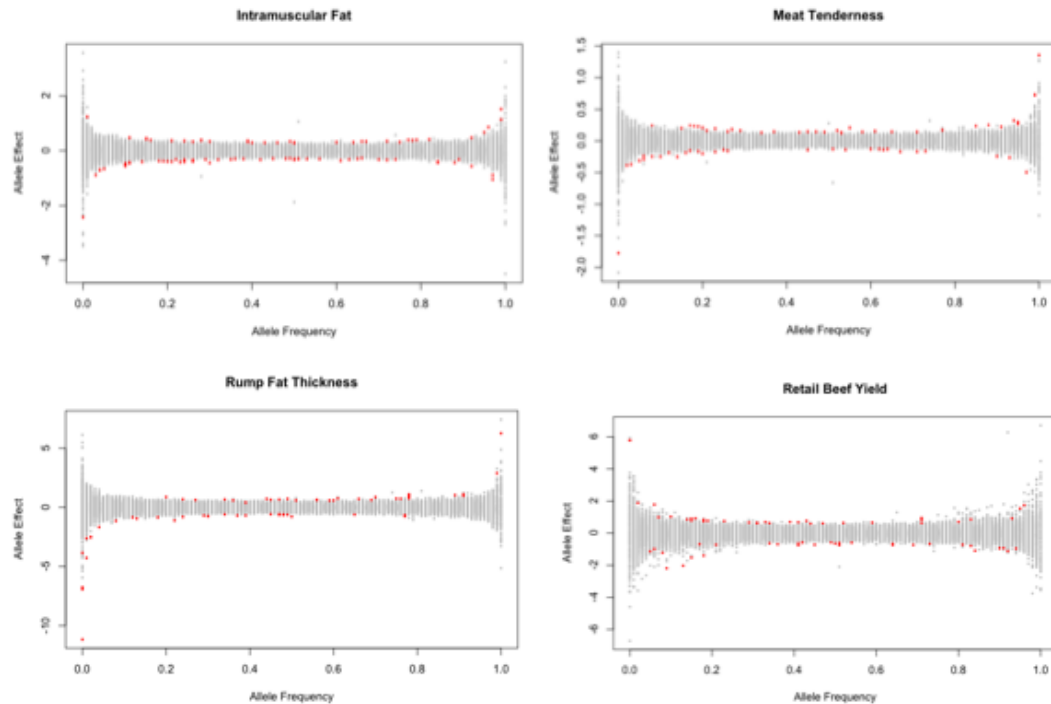 Intramuscular Fat
Allele Effect
2
0
-2
-4
0.0 0.2 0.4 0.6 0.8 1.0
Allele Frequency
Meat Tenderness
Allele Effect
1.5
1.0
0.5
0.0
-0.5
-1.0
-1.5
-2.0
0.0 0.2 0.4 0.6 0.8 1.0
Allele Frequency
Rump Fat Thickness
Allele Effect
5
0
-5
-10
0.0 0.2 0.4 0.6 0.8 1.0
Allele Frequency
Retail Beef Yield
Allele Effect
6
4
2
0
-2
-4
-6
0.0 0.2 0.4 0.6 0.8 1.0
Allele Frequency